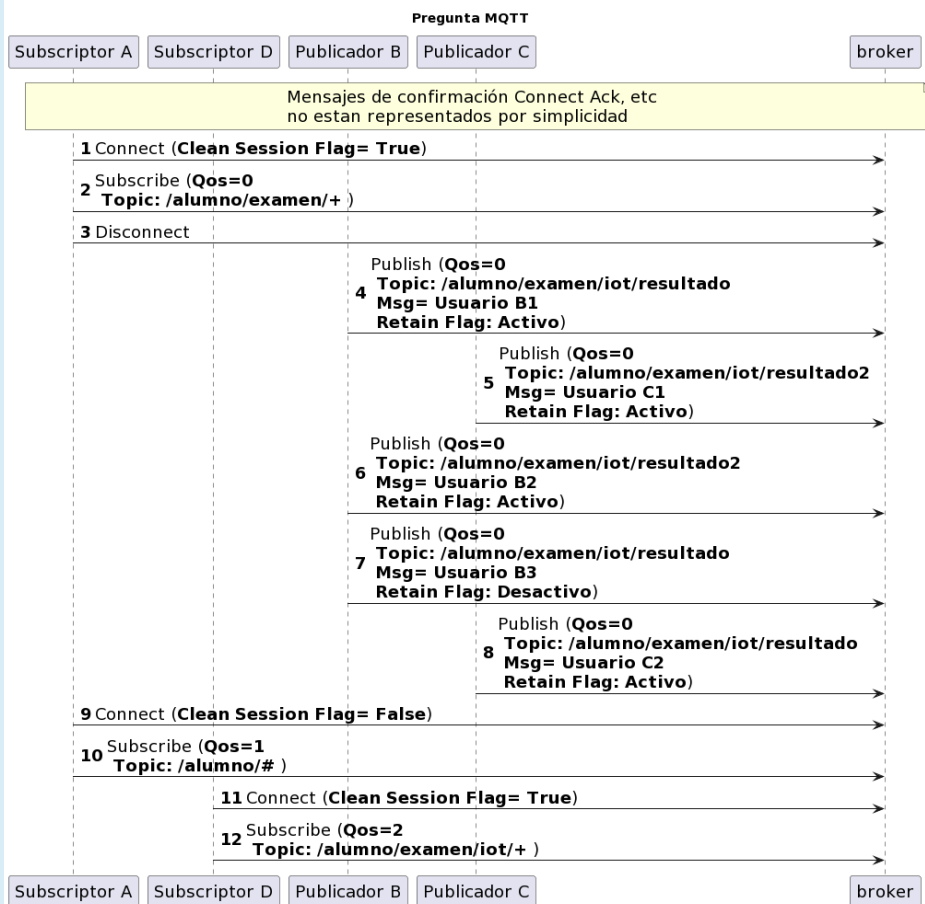 Pregunta MQTT
Subscriptor A
Subscriptor D
Publicador B
Publicador C
broker
Mensajes de confirmación Connect Ack, etc
no estan representados por simplicidad
1 Connect (Clean Session Flag= True)
2 Subscribe (Qos=0
Topic: /alumno/examen/+ )
3 Disconnect
Publish (Qos=0
Topic: /alumno/examen/iot/resultado
4 Msg= Usuario B1
Retain Flag: Activo)
Publish (Qos=0
Topic: /alumno/examen/iot/resultado2
5 Msg= Usuario C1
Retain Flag: Activo)
Publish (Qos=0
Topic: /alumno/examen/iot/resultado2
6 Msg= Usuario B2
Retain Flag: Activo)
Publish (Qos=0
Topic: /alumno/examen/iot/resultado
7 Msg= Usuario B3
Retain Flag: Desactivo)
Publish (Qos=0
Topic: /alumno/examen/iot/resultado
8 Msg= Usuario C2
Retain Flag: Activo)
9 Connect (Clean Session Flag= False)
10 Subscribe (Qos=1
Topic: /alumno/# )
11 Connect (Clean Session Flag= True)
12 Subscribe (Qos=2
Topic: /alumno/examen/iot/+ )
Subscriptor A
Subscriptor D
Publicador B
Publicador C
broker